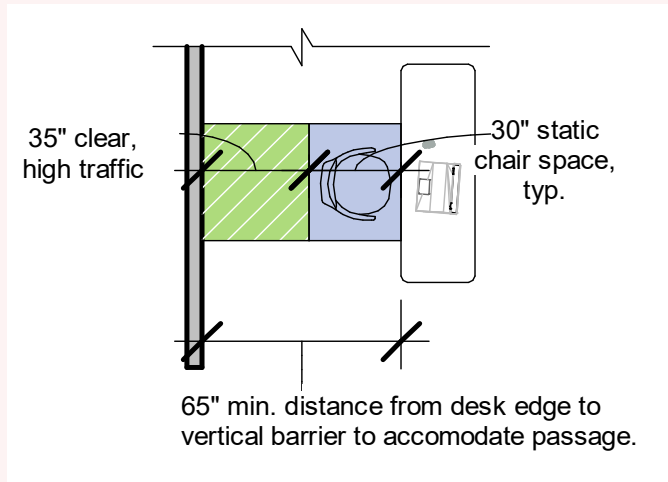 35" clear,
high traffic
30" static
chair space,
typ.
65" min. distance from desk edge to
vertical barrier to accomodate passage.